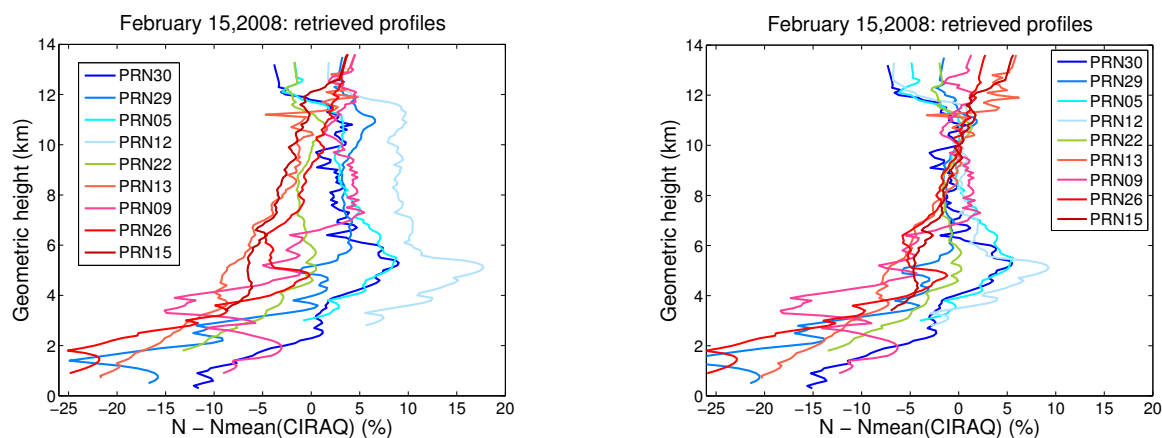 February 15,2008: retrieved profiles
14
12
10
8
6
4
2
0
Geometric height (km)
PRN30
PRN29
PRN05
PRN12
PRN22
PRN13
PRN09
PRN26
PRN15
−25 −20 −15 −10 −5 0 5 10 15 20
N − Nmean(CIRAQ) (%)
February 15,2008: retrieved profiles
14
12
10
8
6
4
2
0
Geometric height (km)
PRN30
PRN29
PRN05
PRN12
PRN22
PRN13
PRN09
PRN26
PRN15
−25 −20 −15 −10 −5 0 5 10 15 20
N − Nmean(CIRAQ) (%)